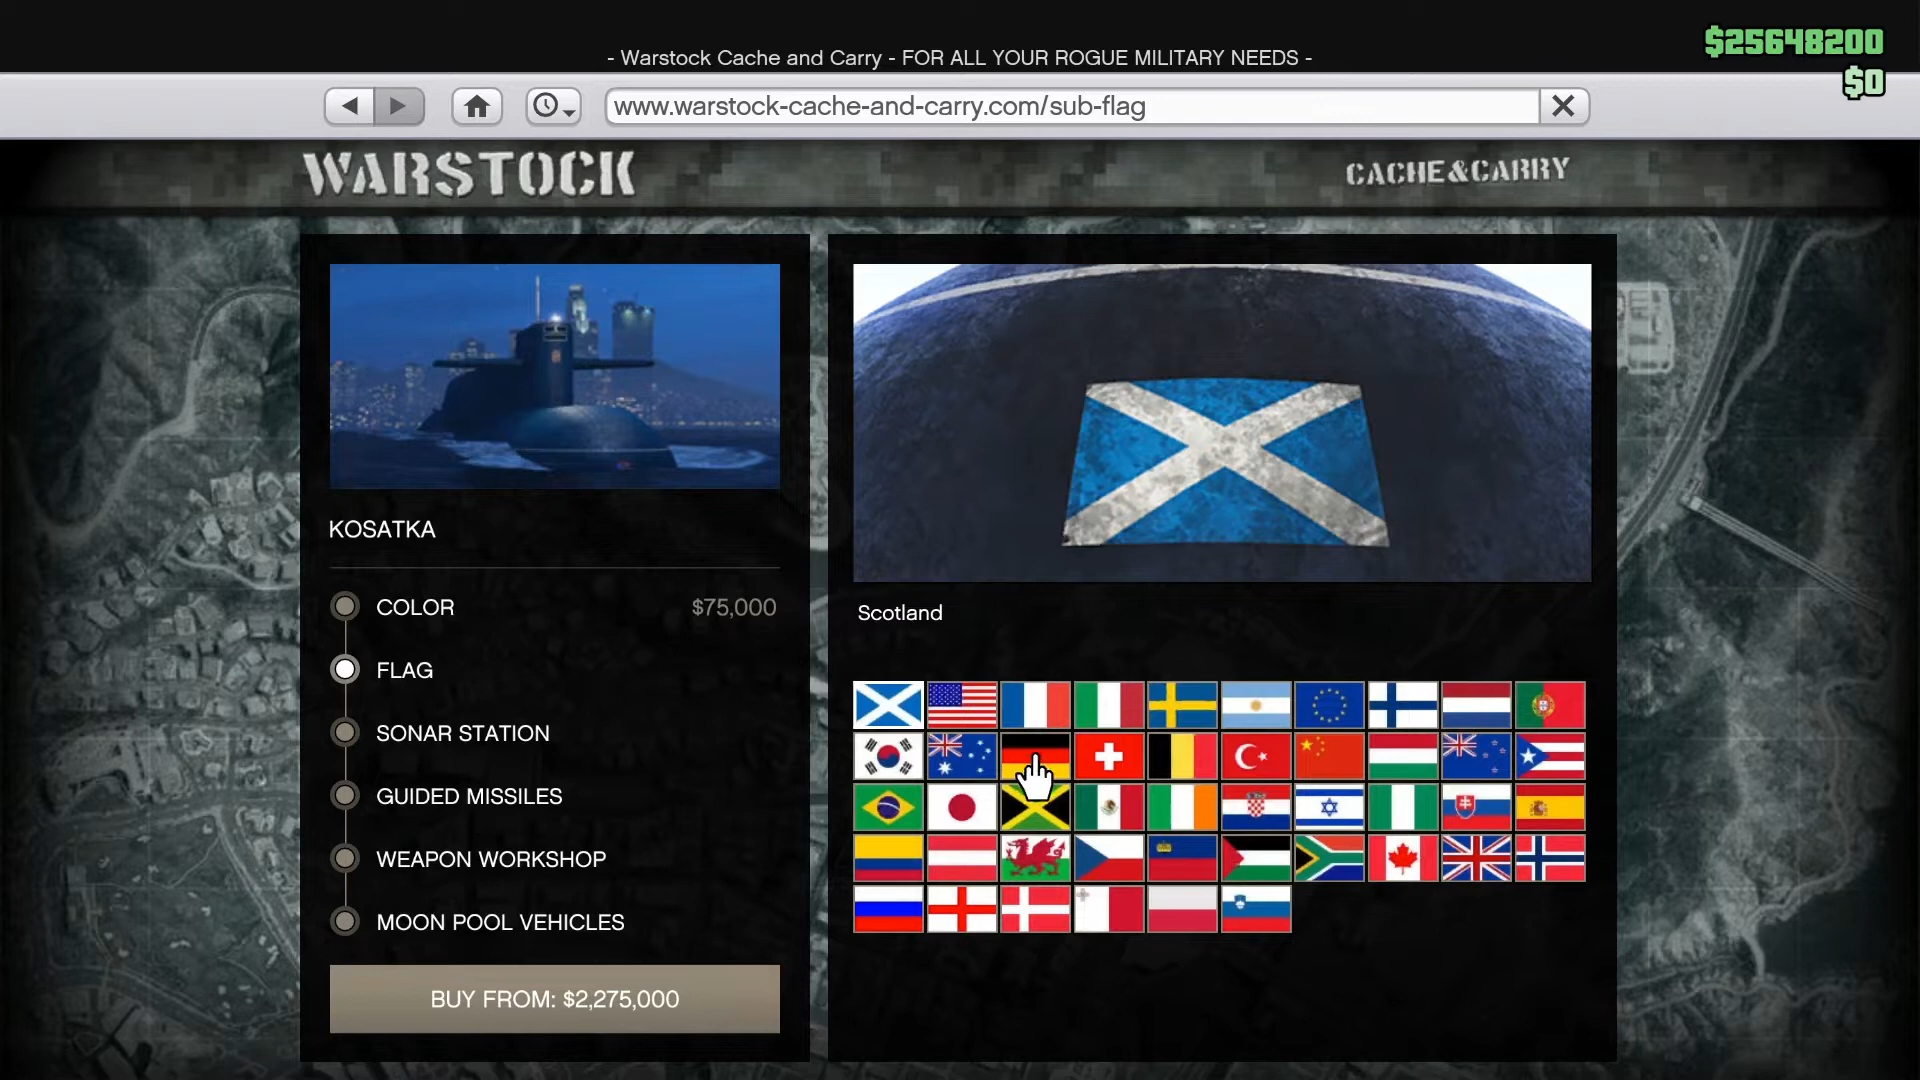 $25648200
- Warstock Cache and Carry - FOR ALL YOUR ROGUE MILITARY NEEDS -
$0
www.warstock-cache-and-carry.com/sub-flag
WARSTOCK
CACHE&CARRY
KOSATKA
COLOR $75,000
FLAG
SONAR STATION
GUIDED MISSILES
WEAPON WORKSHOP
MOON POOL VEHICLES
BUY FROM: $2,275,000
Scotland